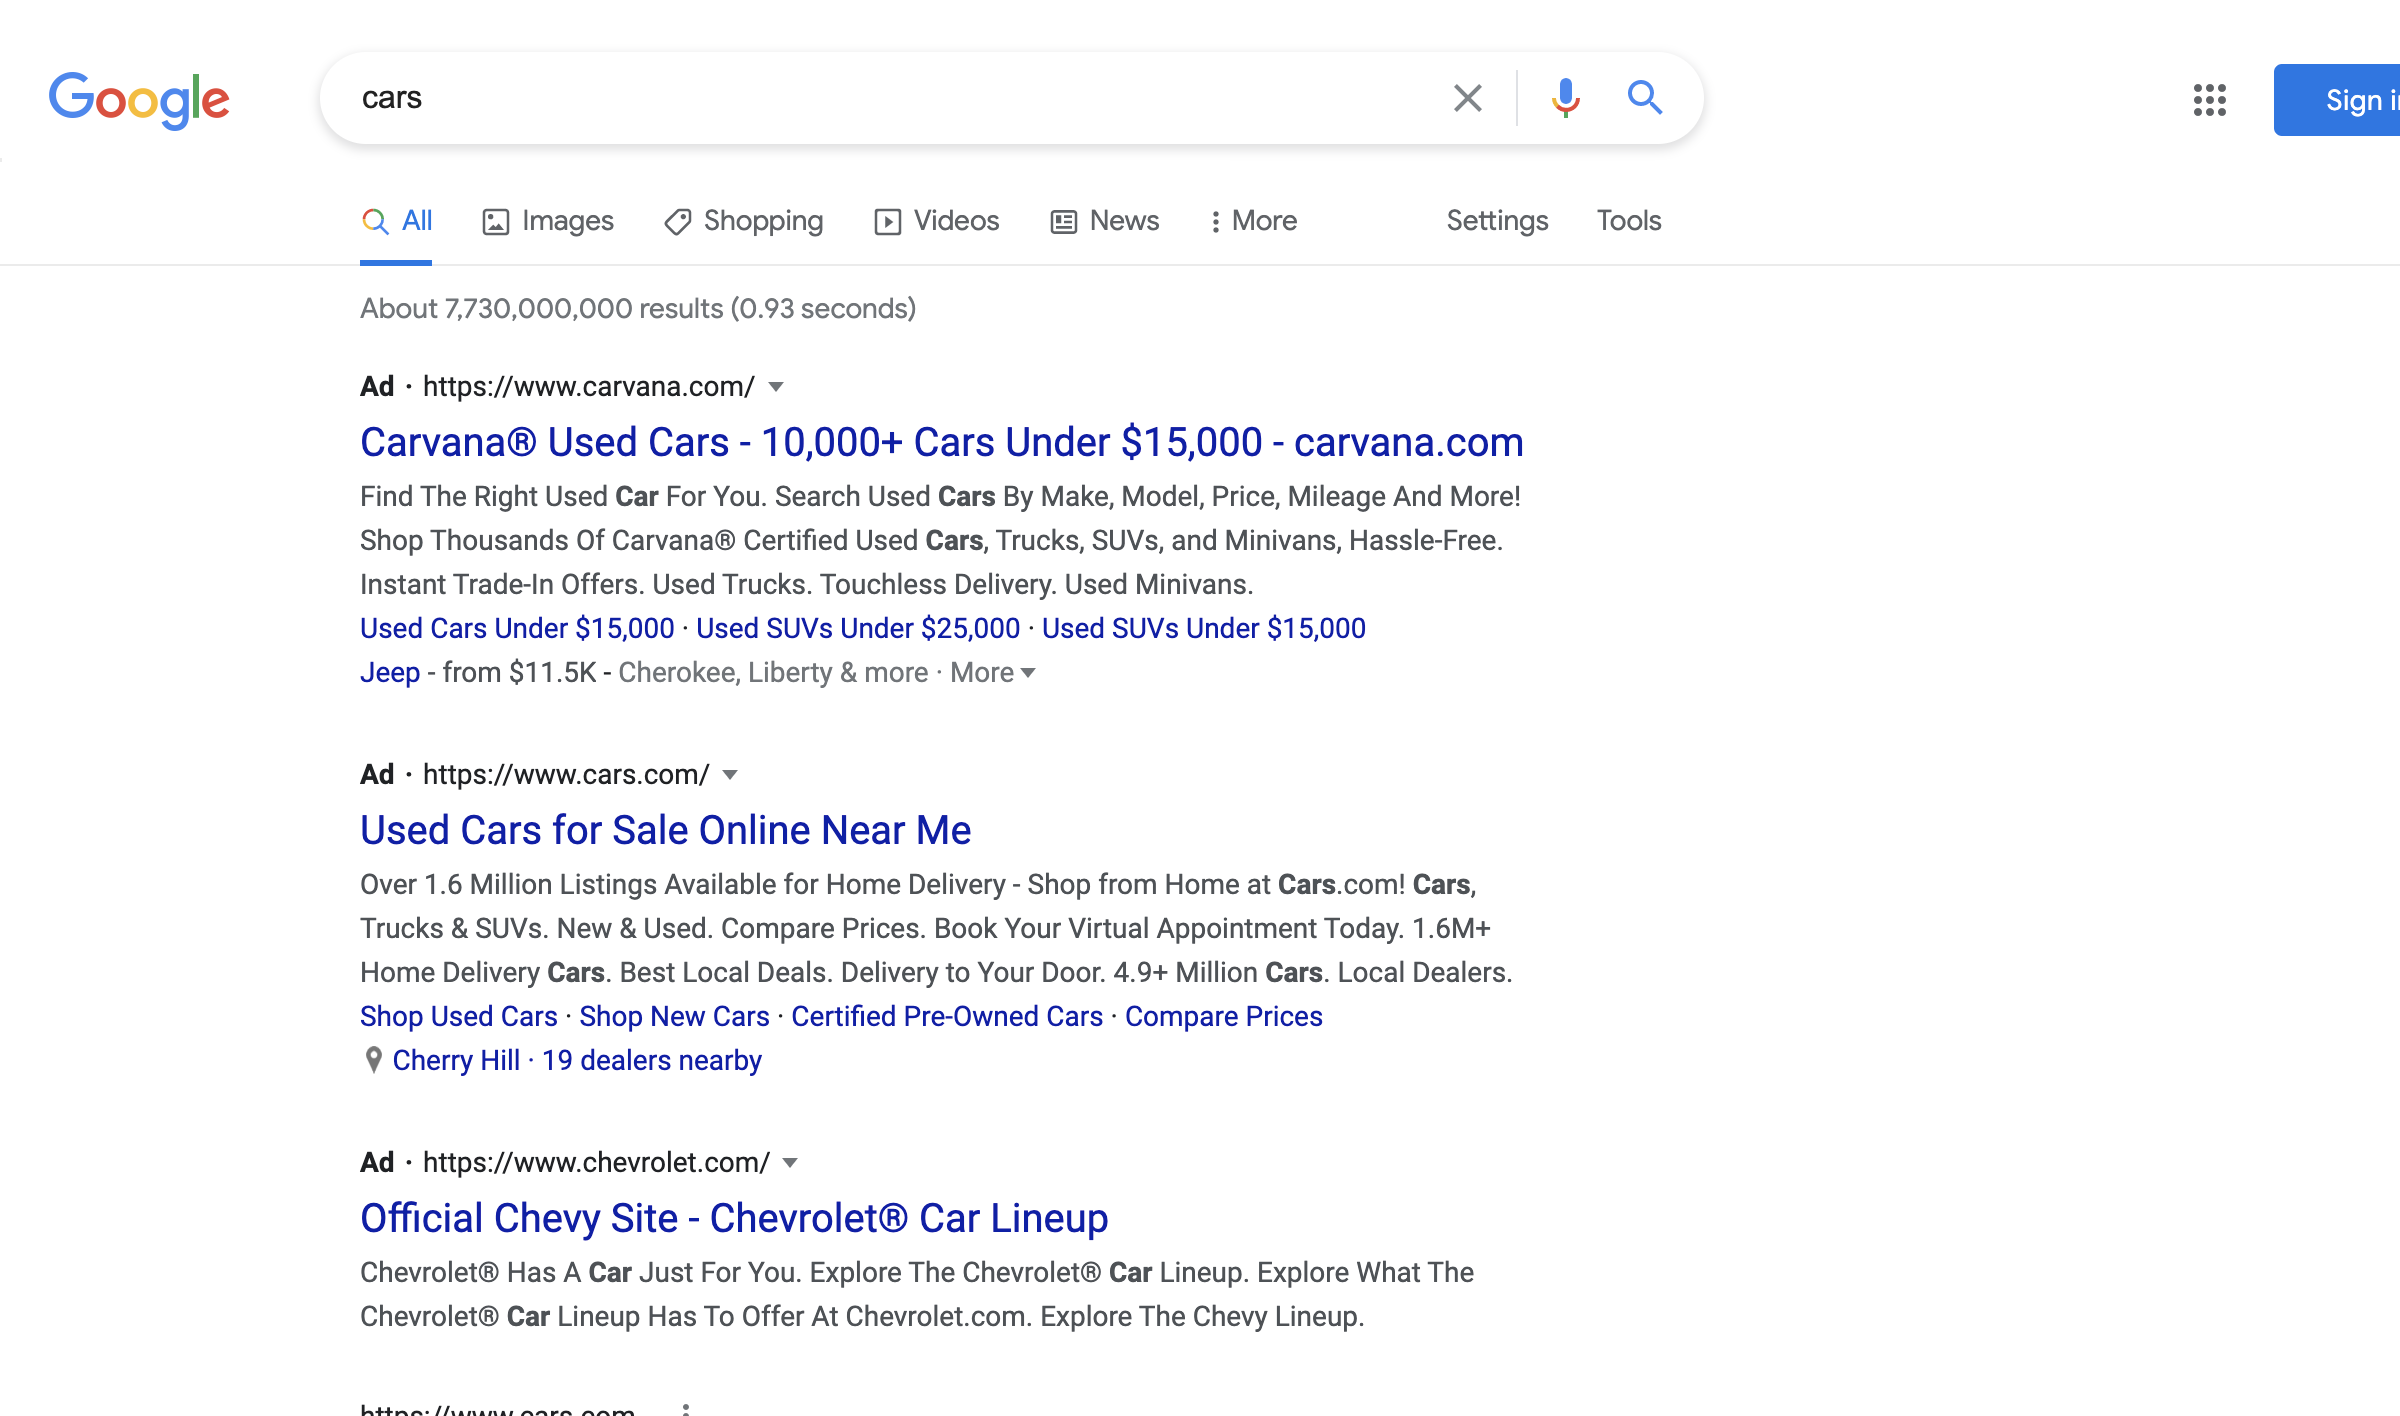 Google
cars
Sign i
All Images Shopping Videos News More Settings Tools
About 7,730,000,000 results (0.93 seconds)
Ad · https://www.carvana.com/
Carvana® Used Cars - 10,000+ Cars Under $15,000 - carvana.com
Find The Right Used Car For You. Search Used Cars By Make, Model, Price, Mileage And More!
Shop Thousands Of Carvana® Certified Used Cars, Trucks, SUVs, and Minivans, Hassle-Free.
Instant Trade-In Offers. Used Trucks. Touchless Delivery. Used Minivans.
Used Cars Under $15,000 · Used SUVs Under $25,000 · Used SUVs Under $15,000
Jeep - from $11.5K - Cherokee, Liberty & more · More
Ad · https://www.cars.com/
Used Cars for Sale Online Near Me
Over 1.6 Million Listings Available for Home Delivery - Shop from Home at Cars.com! Cars,
Trucks & SUVs. New & Used. Compare Prices. Book Your Virtual Appointment Today. 1.6M+
Home Delivery Cars. Best Local Deals. Delivery to Your Door. 4.9+ Million Cars. Local Dealers.
Shop Used Cars · Shop New Cars · Certified Pre-Owned Cars · Compare Prices
Cherry Hill · 19 dealers nearby
Ad · https://www.chevrolet.com/
Official Chevy Site - Chevrolet® Car Lineup
Chevrolet® Has A Car Just For You. Explore The Chevrolet® Car Lineup. Explore What The
Chevrolet® Car Lineup Has To Offer At Chevrolet.com. Explore The Chevy Lineup.
https://www.cars.com